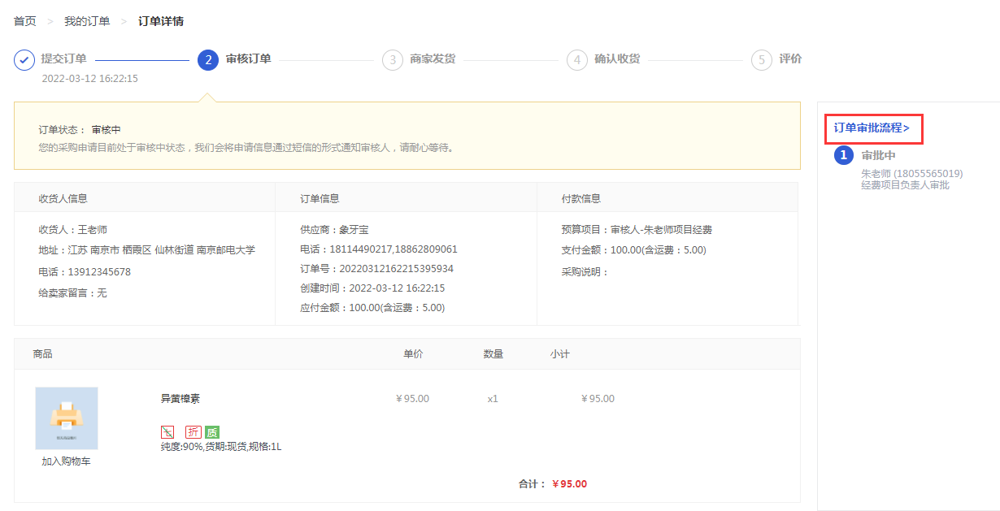 首页 > 我的订单 > 订单详情
提交订单 2 审核订单 3 商家发货 4 确认收货 5 评价
2022-03-12 16:22:15
订单状态： 审核中
您的采购申请目前处于审核中状态，我们会将申请信息通过短信的形式通知审核人，请耐心等待。
订单审批流程>
1 审批中
朱老师 (18055565019)
经费项目负责人审批
收货人信息
收货人：王老师
地址：江苏 南京市 栖霞区 仙林街道 南京邮电大学
电话：13912345678
给卖家留言：无
订单信息
供应商：象牙宝
电话：18114490217,18862809061
订单号：20220312162215395934
创建时间：2022-03-12 16:22:15
应付金额：100.00(含运费：5.00)
付款信息
预算项目：审核人-朱老师项目经费
支付金额：100.00(含运费：5.00)
采购说明：
商品 单价 数量 小计
异茴樟素 ￥95.00 x1 ￥95.00
七 折 质
纯度:90%,货期:现货,规格:1L
加入购物车
合计： ￥95.00